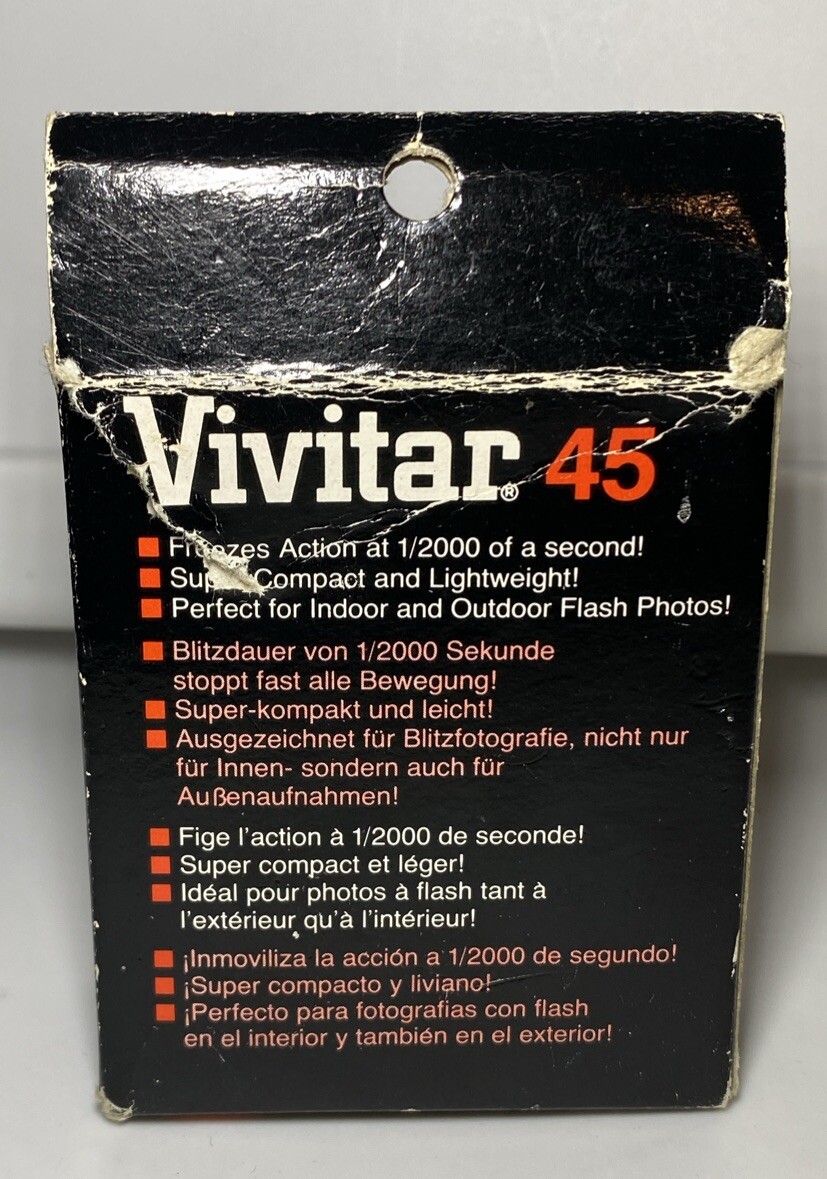 Vivitar® 45
Freezes Action at 1/2000 of a second!
Super Compact and Lightweight!
Perfect for Indoor and Outdoor Flash Photos!
Blitzdauer von 1/2000 Sekunde
stoppt fast alle Bewegung!
Super-kompakt und leicht!
Ausgezeichnet für Blitzfotografie, nicht nur
für Innen- sondern auch für
Außenaufnahmen!
Fige l'action à 1/2000 de seconde!
Super compact et léger!
Idéal pour photos à flash tant à
l'extérieur qu'à l'intérieur!
¡Inmoviliza la acción a 1/2000 de segundo!
¡Super compacto y liviano!
¡Perfecto para fotografias con flash
en el interior y también en el exterior!